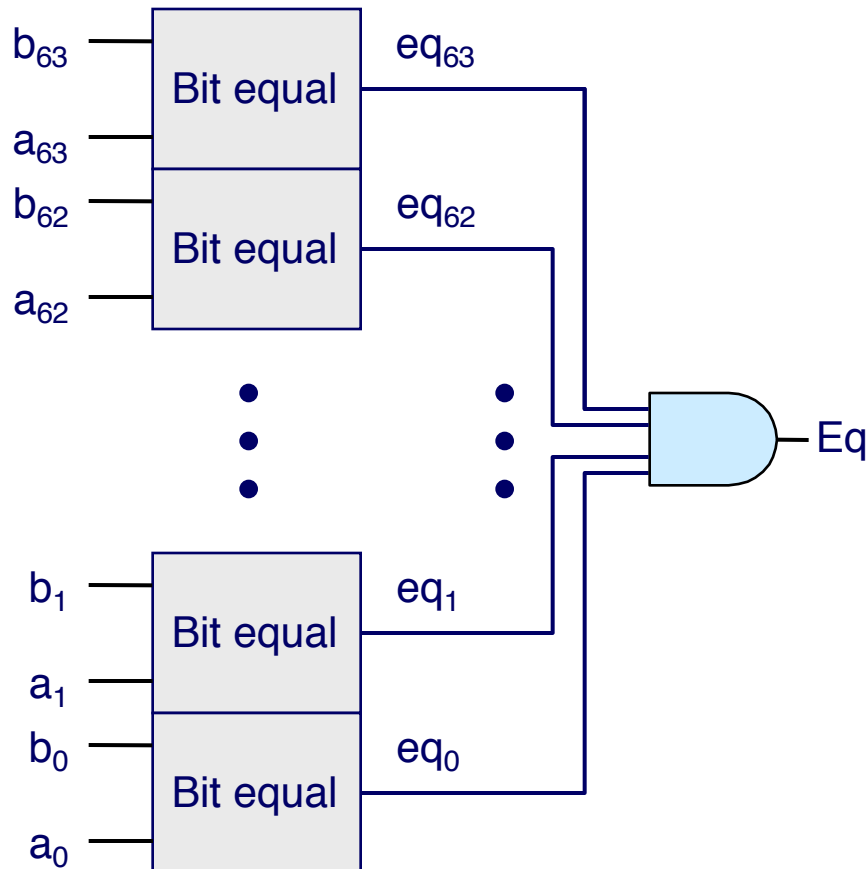 b₆₃
Bit equal
eq₆₃
a₆₃
b₆₂
Bit equal
eq₆₂
a₆₂
Eq
b₁
Bit equal
eq₁
a₁
b₀
Bit equal
eq₀
a₀